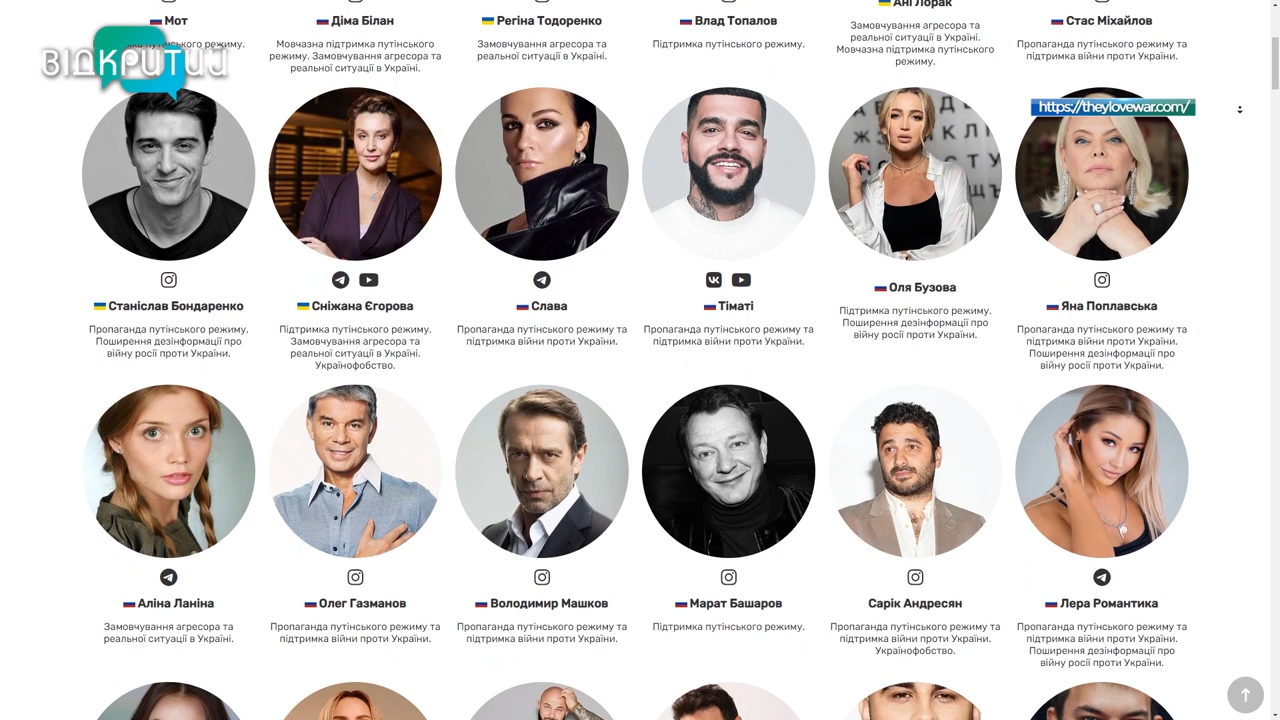 Мот
Діма Білан
Регіна Тодоренко
Влад Топалов
Ані Лорак
Стас Міхайлов
режиму.
Мовчазна підтримка путінського
режиму. Замовчування агресора та
реальної ситуації в Україні.
Замовчування агресора та
реальної ситуації в Україні.
Підтримка путінського режиму.
Замовчування агресора та
реальної ситуації в Україні.
Мовчазна підтримка путінського
режиму.
Пропаганда путінського режиму та
підтримка війни проти України.
ВІДКРИТИЙ
https://theylovewar.com/
Станіслав Бондаренко
Сніжана Єгорова
Слава
Тіматі
Оля Бузова
Яна Поплавська
Пропаганда путінського режиму.
Поширення дезінформації про
війну росії проти України.
Підтримка путінського режиму.
Замовчування агресора та
реальної ситуації в Україні.
Українофобство.
Пропаганда путінського режиму та
підтримка війни проти України.
Пропаганда путінського режиму та
підтримка війни проти України.
Підтримка путінського режиму.
Поширення дезінформації про
війну росії проти України.
Пропаганда путінського режиму та
підтримка війни проти України.
Поширення дезінформації про
війну росії проти України.
Аліна Ланіна
Олег Газманов
Володимир Машков
Марат Башаров
Сарік Андресян
Лера Романтика
Замовчування агресора та
реальної ситуації в Україні.
Пропаганда путінського режиму та
підтримка війни проти України.
Пропаганда путінського режиму та
підтримка війни проти України.
Підтримка путінського режиму.
Пропаганда путінського режиму та
підтримка війни проти України.
Українофобство.
Пропаганда путінського режиму та
підтримка війни проти України.
Поширення дезінформації про
війну росії проти України.